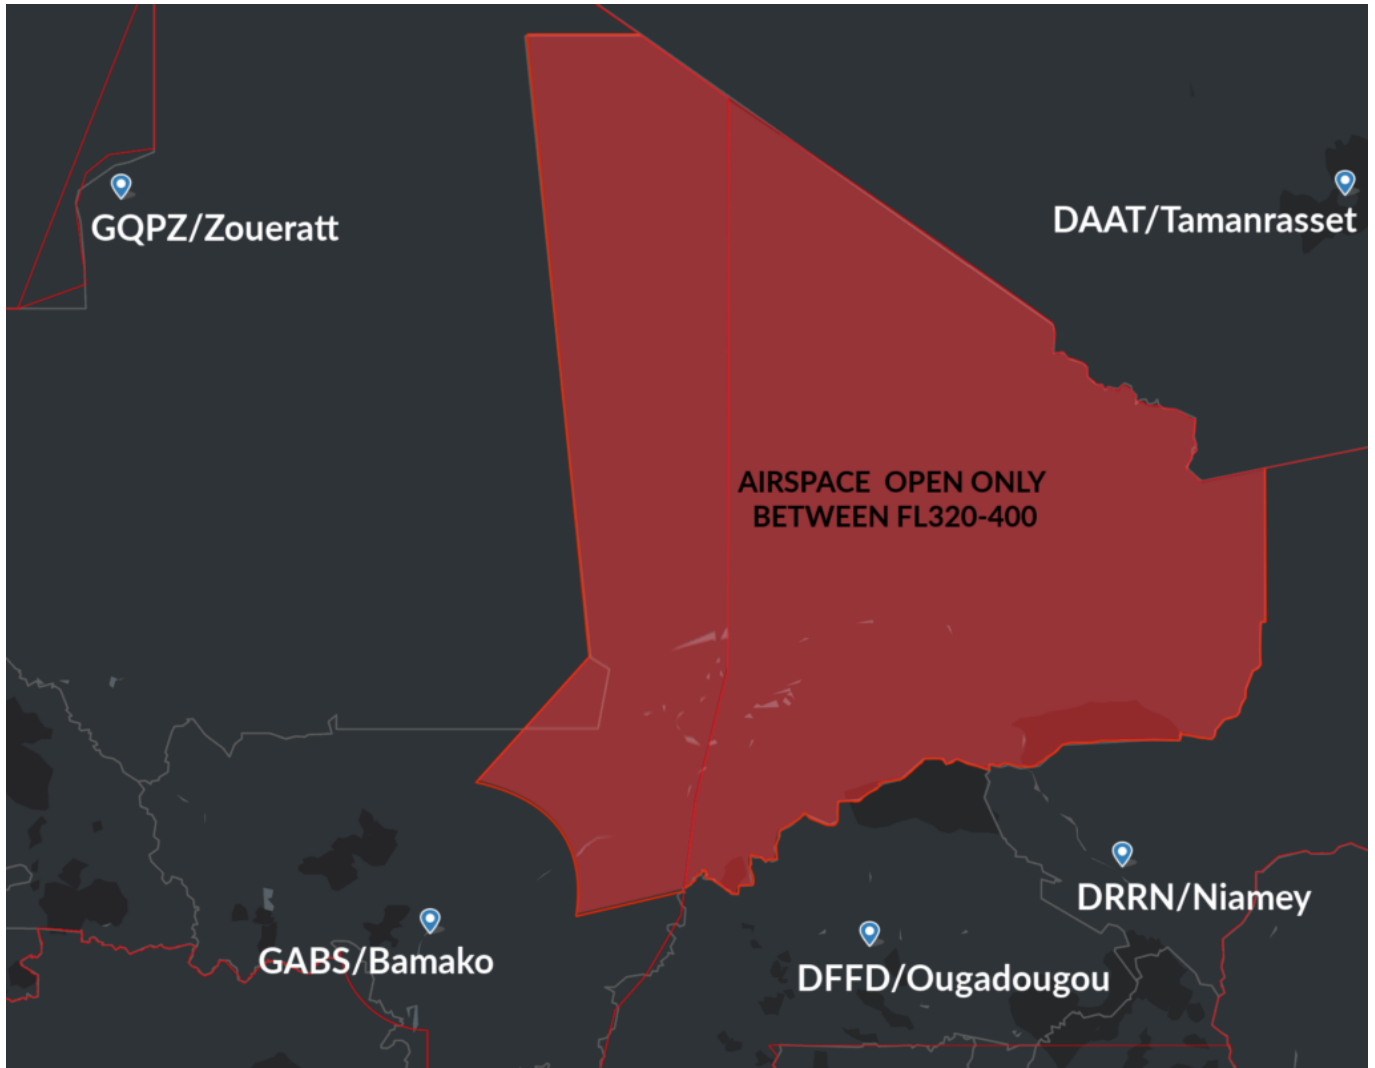 GQPZ/Zoueratt
DAAT/Tamanrasset
AIRSPACE OPEN ONLY
BETWEEN FL320-400
DRRN/Niamey
GABS/Bamako
DFFD/Ougadougou